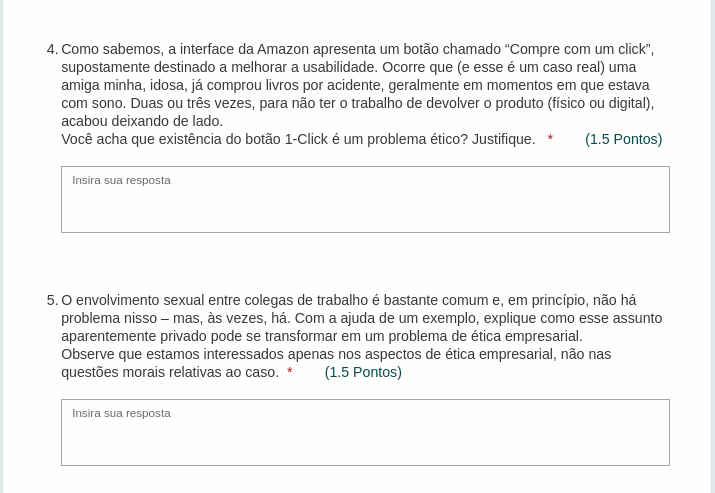 4. Como sabemos, a interface da Amazon apresenta um botão chamado “Compre com um click”,
supostamente destinado a melhorar a usabilidade. Ocorre que (e esse é um caso real) uma
amiga minha, idosa, já comprou livros por acidente, geralmente em momentos em que estava
com sono. Duas ou três vezes, para não ter o trabalho de devolver o produto (físico ou digital),
acabou deixando de lado.
Você acha que existência do botão 1-Click é um problema ético? Justifique. * (1.5 Pontos)
Insira sua resposta
5. O envolvimento sexual entre colegas de trabalho é bastante comum e, em princípio, não há
problema nisso – mas, às vezes, há. Com a ajuda de um exemplo, explique como esse assunto
aparentemente privado pode se transformar em um problema de ética empresarial.
Observe que estamos interessados apenas nos aspectos de ética empresarial, não nas
questões morais relativas ao caso. * (1.5 Pontos)
Insira sua resposta